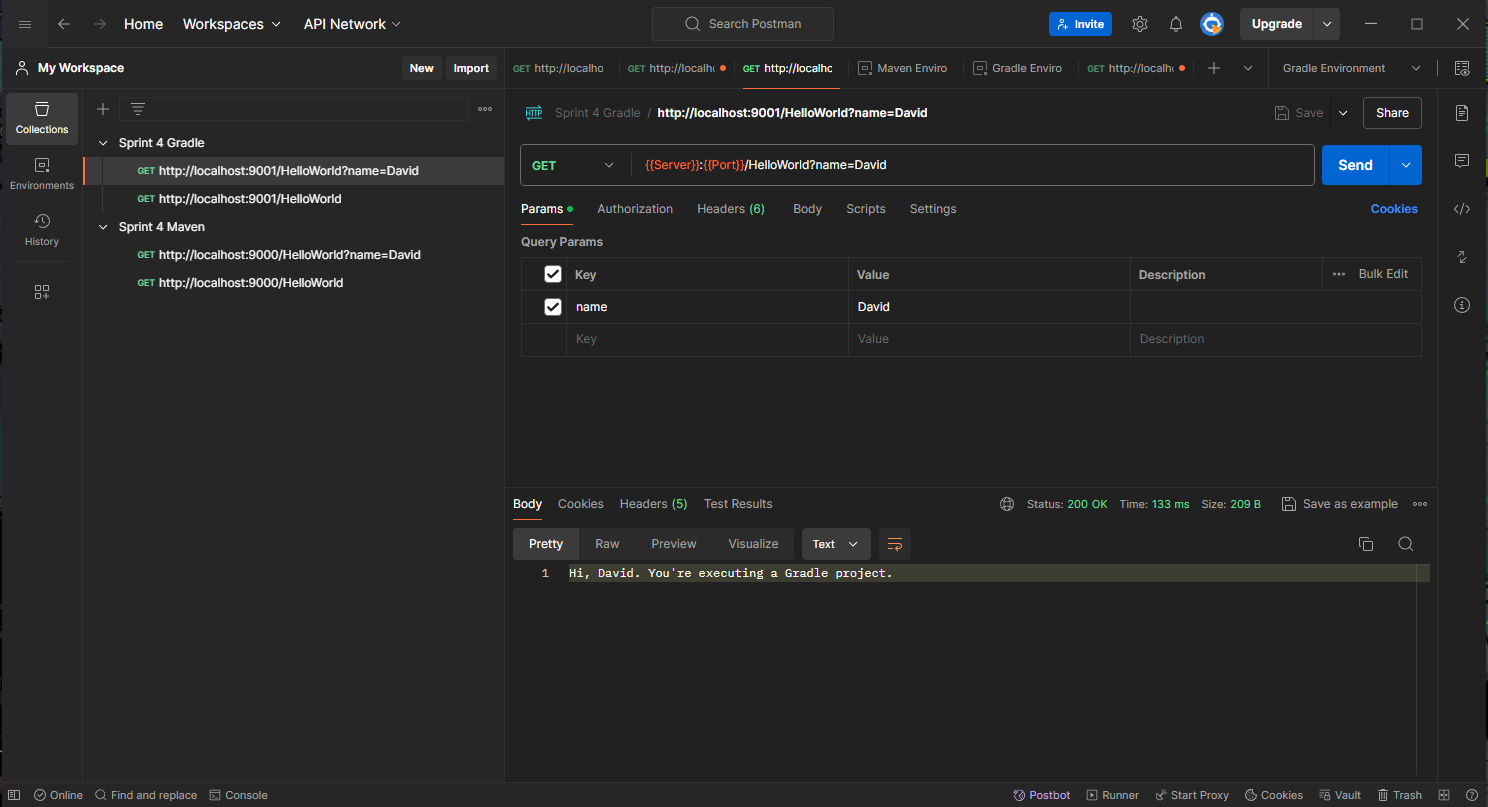 Home Workspaces API Network Search Postman Invite Upgrade
My Workspace New Import
GET http://localho GET http://localh GET http://localhc Maven Enviro Gradle Enviro GET http://localh Gradle Environment
Collections
Environments
History
Sprint 4 Gradle
GET http://localhost:9001/HelloWorld?name=David
GET http://localhost:9001/HelloWorld
Sprint 4 Maven
GET http://localhost:9000/HelloWorld?name=David
GET http://localhost:9000/HelloWorld
HTTP Sprint 4 Gradle / http://localhost:9001/HelloWorld?name=David Save Share
GET {{Server}}:{{Port}}/HelloWorld?name=David Send
Params Authorization Headers (6) Body Scripts Settings Cookies
Query Params
Key Value Description Bulk Edit
name David
Key Value Description
Body Cookies Headers (5) Test Results Status: 200 OK Time: 133 ms Size: 209 B Save as example
Pretty Raw Preview Visualize Text
1 Hi, David. You're executing a Gradle project.
Online Find and replace Console Postbot Runner Start Proxy Cookies Vault Trash